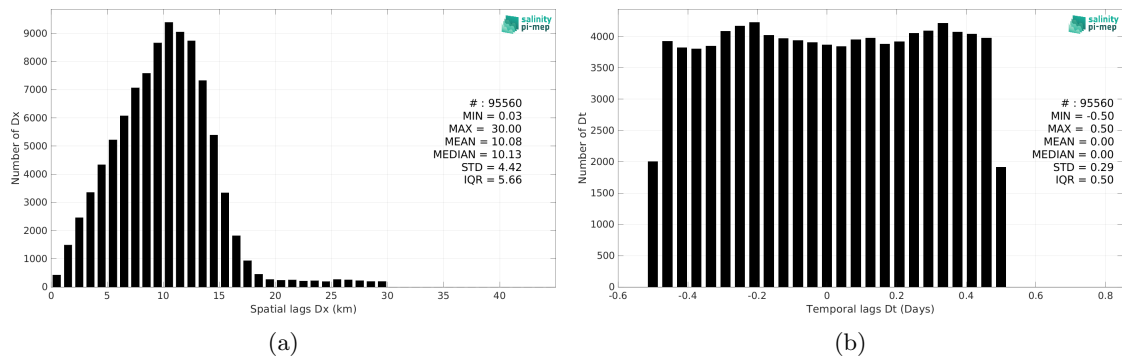 salinity
pi-mep
9000
8000
7000
6000
5000
4000
3000
2000
1000
0
Number of Dx
# : 95560
MIN = 0.03
MAX = 30.00
MEAN = 10.08
MEDIAN = 10.13
STD = 4.42
IQR = 5.66
0 5 10 15 20 25 30 35 40
Spatial lags Dx (km)
(a)
salinity
pi-mep
4000
3500
3000
2500
2000
1500
1000
500
0
Number of Dt
# : 95560
MIN = -0.50
MAX = 0.50
MEAN = 0.00
MEDIAN = 0.00
STD = 0.29
IQR = 0.50
-0.6 -0.4 -0.2 0 0.2 0.4 0.6 0.8
Temporal lags Dt (Days)
(b)